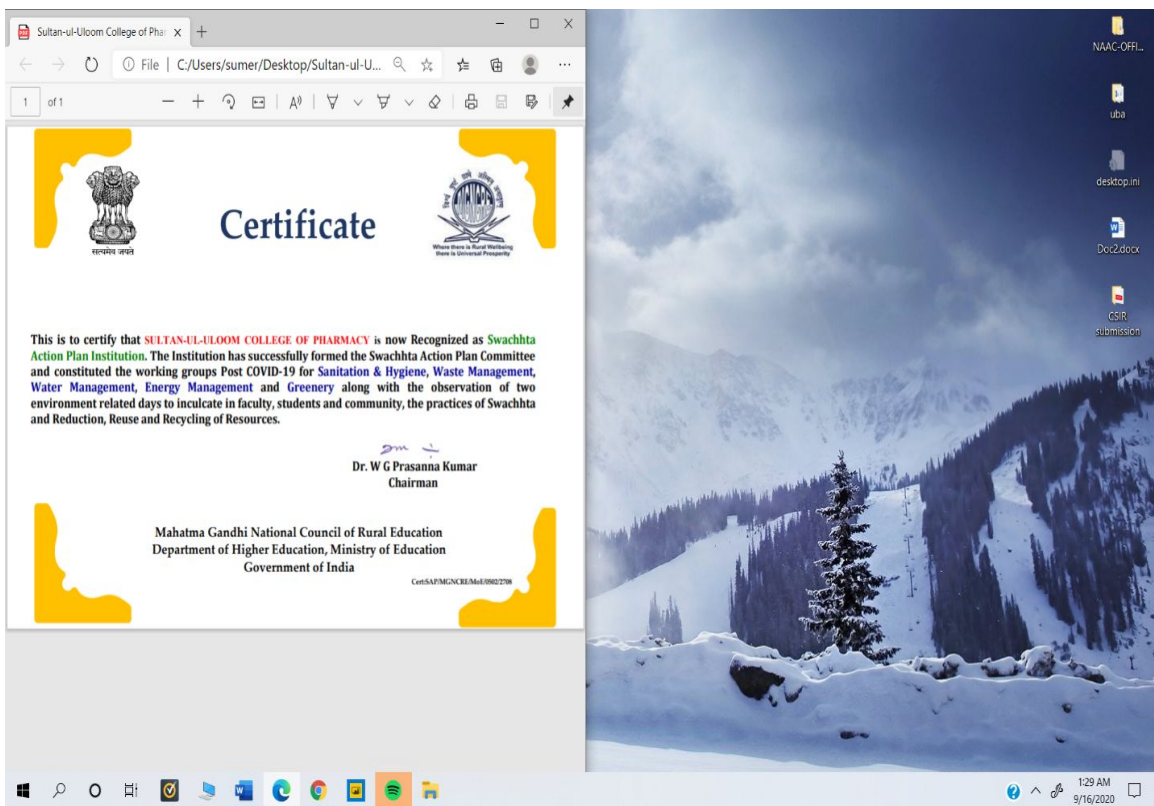 Sultan-ul-Uloom College of Phar
File | C:/Users/sumer/Desktop/Sultan-ul-U...
1 of 1
सत्यमेव जयते
Certificate
MGNCRE
Where there is Rural Wellbeing
there is Universal Prosperity
This is to certify that SULTAN-UL-ULOOM COLLEGE OF PHARMACY is now Recognized as Swachhta
Action Plan Institution. The Institution has successfully formed the Swachhta Action Plan Committee
and constituted the working groups Post COVID-19 for Sanitation & Hygiene, Waste Management,
Water Management, Energy Management and Greenery along with the observation of two
environment related days to inculcate in faculty, students and community, the practices of Swachhta
and Reduction, Reuse and Recycling of Resources.
Dr. W G Prasanna Kumar
Chairman
Mahatma Gandhi National Council of Rural Education
Department of Higher Education, Ministry of Education
Government of India
Cert:SAP/MGNCRE/MoE/0502/2708
NAAC-OFFI...
uba
desktop.ini
Doc2.docx
CSIR
submission
1:29 AM
9/16/2020